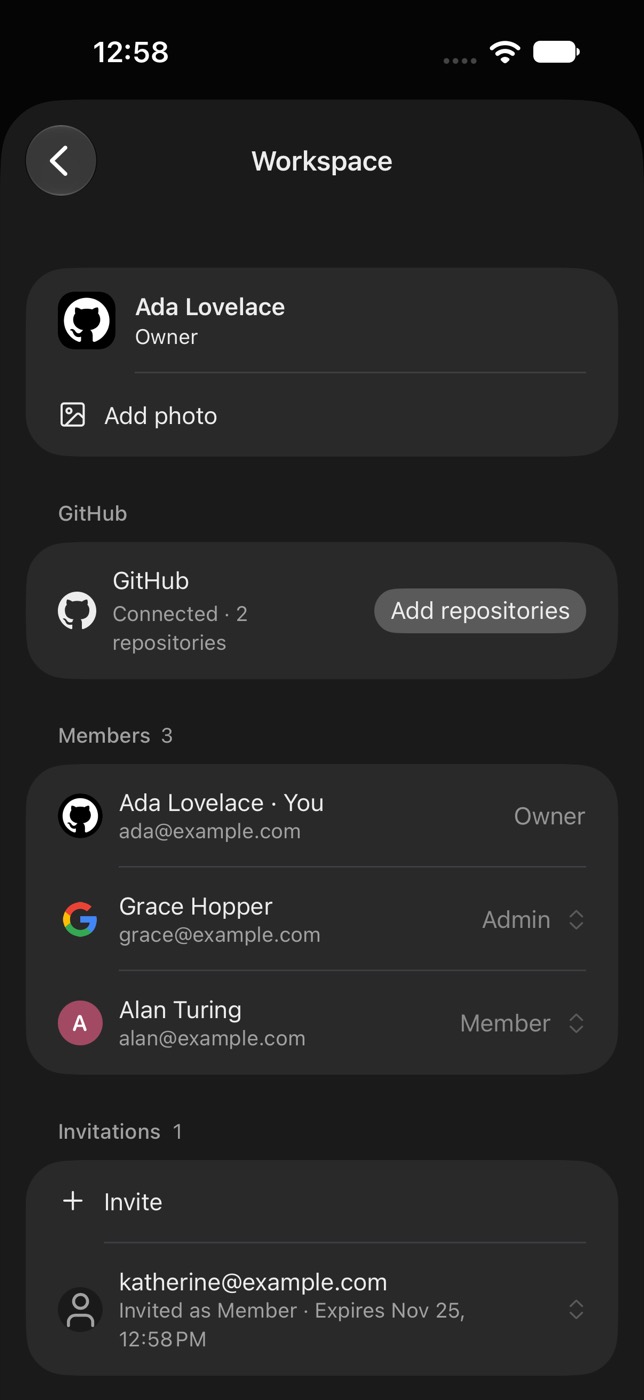 12:58
Workspace
Ada Lovelace
Owner
Add photo
GitHub
GitHub
Connected · 2
repositories
Add repositories
Members 3
Ada Lovelace · You
ada@example.com
Owner
Grace Hopper
grace@example.com
Admin
A
Alan Turing
alan@example.com
Member
Invitations 1
Invite
katherine@example.com
Invited as Member · Expires Nov 25,
12:58 PM